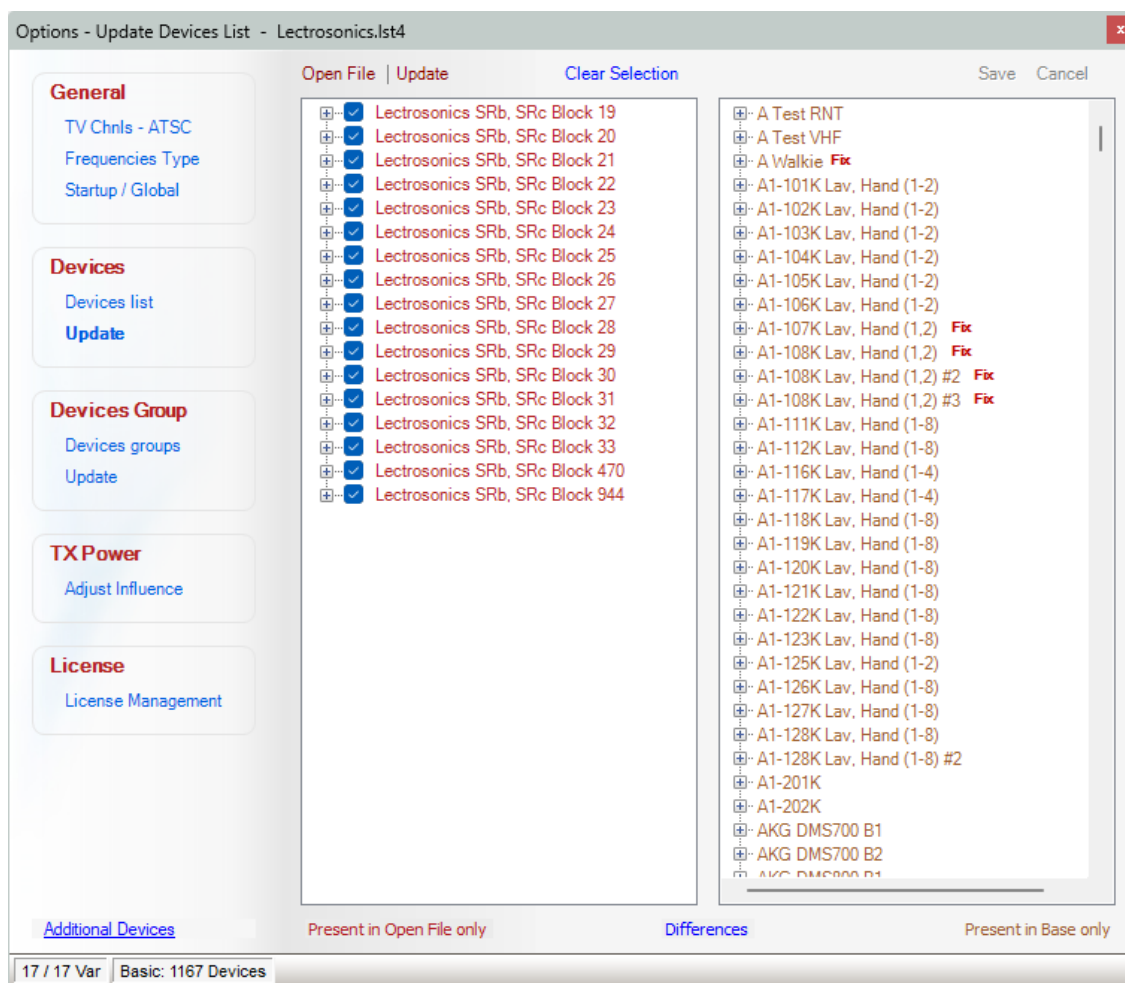 Options - Update Devices List - Lectrosonics.lst4
x
General
TV Chnls - ATSC
Frequencies Type
Startup / Global
Devices
Devices list
Update
Devices Group
Devices groups
Update
TX Power
Adjust Influence
License
License Management
Additional Devices
Open File | Update
Clear Selection
Save Cancel
Lectrosonics SRb, SRc Block 19
Lectrosonics SRb, SRc Block 20
Lectrosonics SRb, SRc Block 21
Lectrosonics SRb, SRc Block 22
Lectrosonics SRb, SRc Block 23
Lectrosonics SRb, SRc Block 24
Lectrosonics SRb, SRc Block 25
Lectrosonics SRb, SRc Block 26
Lectrosonics SRb, SRc Block 27
Lectrosonics SRb, SRc Block 28
Lectrosonics SRb, SRc Block 29
Lectrosonics SRb, SRc Block 30
Lectrosonics SRb, SRc Block 31
Lectrosonics SRb, SRc Block 32
Lectrosonics SRb, SRc Block 33
Lectrosonics SRb, SRc Block 470
Lectrosonics SRb, SRc Block 944
A Test RNT
A Test VHF
A Walkie Fix
A1-101K Lav, Hand (1-2)
A1-102K Lav, Hand (1-2)
A1-103K Lav, Hand (1-2)
A1-104K Lav, Hand (1-2)
A1-105K Lav, Hand (1-2)
A1-106K Lav, Hand (1-2)
A1-107K Lav, Hand (1,2) Fix
A1-108K Lav, Hand (1,2) Fix
A1-108K Lav, Hand (1,2) #2 Fix
A1-108K Lav, Hand (1,2) #3 Fix
A1-111K Lav, Hand (1-8)
A1-112K Lav, Hand (1-8)
A1-116K Lav, Hand (1-4)
A1-117K Lav, Hand (1-4)
A1-118K Lav, Hand (1-8)
A1-119K Lav, Hand (1-8)
A1-120K Lav, Hand (1-8)
A1-121K Lav, Hand (1-8)
A1-122K Lav, Hand (1-8)
A1-123K Lav, Hand (1-8)
A1-125K Lav, Hand (1-2)
A1-126K Lav, Hand (1-8)
A1-127K Lav, Hand (1-8)
A1-128K Lav, Hand (1-8)
A1-128K Lav, Hand (1-8) #2
A1-201K
A1-202K
AKG DMS700 B1
AKG DMS700 B2
AKG DMS800 B1
Present in Open File only
Differences
Present in Base only
17 / 17 Var
Basic: 1167 Devices